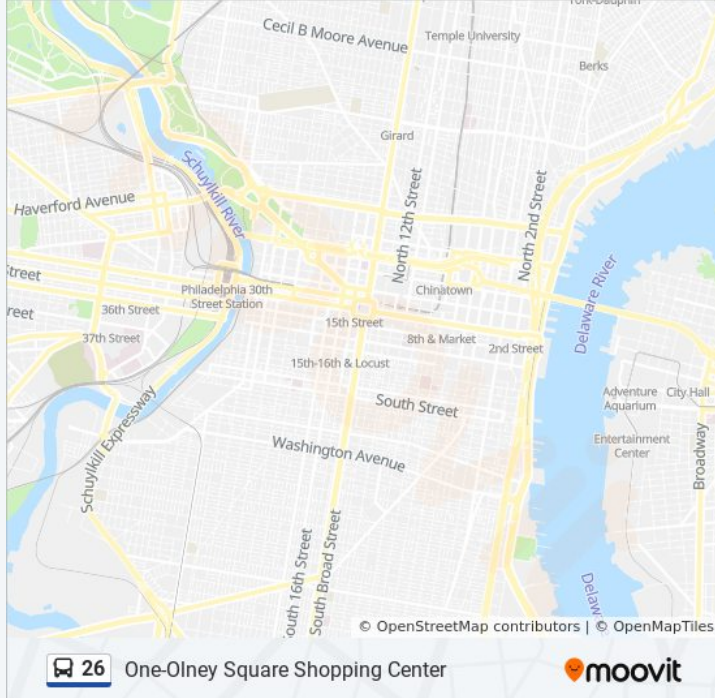 York-Dauphin
Cecil B Moore Avenue
Temple University
Berks
Girard
Schuylkill River
Haverford Avenue
North 12th Street
North 2nd Street
Street
Philadelphia 30th
Street Station
Chinatown
Delaware River
reet
36th Street
15th Street
37th Street
8th & Market
2nd Street
15th-16th & Locust
Adventure
Aquarium
City Hall
South Street
Schuylkill Expressway
Washington Avenue
Entertainment
Center
Broadway
outh 16th Street
South Broad Street
Delaw
© OpenStreetMap contributors | © OpenMapTiles
26 One-Olney Square Shopping Center
moovit